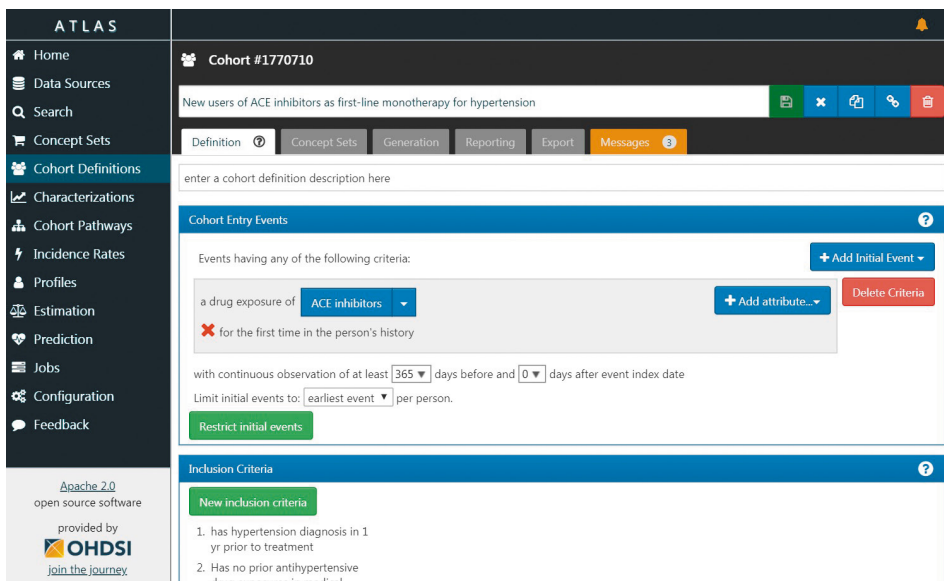 ATLAS
Home
Data Sources
Search
Concept Sets
Cohort Definitions
Characterizations
Cohort Pathways
Incidence Rates
Profiles
Estimation
Prediction
Jobs
Configuration
Feedback
Apache 2.0
open source software
provided by
OHDSI
join the journey
Cohort #1770710
New users of ACE inhibitors as first-line monotherapy for hypertension
Definition ? Concept Sets Generation Reporting Export Messages 3
enter a cohort definition description here
Cohort Entry Events ?
Events having any of the following criteria: + Add Initial Event
a drug exposure of ACE inhibitors + Add attribute... Delete Criteria
for the first time in the person's history
with continuous observation of at least 365 days before and 0 days after event index date
Limit initial events to: earliest event per person.
Restrict initial events
Inclusion Criteria ?
New inclusion criteria
1. has hypertension diagnosis in 1
yr prior to treatment
2. Has no prior antihypertensive